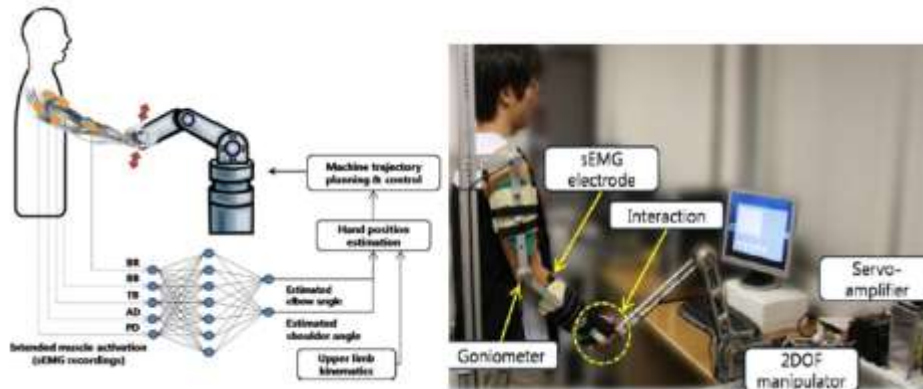 Machine trajectory
planning & control
Hand position
estimation
BR
BB
TB
AD
PD
Estimated
elbow angle
Estimated
shoulder angle
Intended muscle activation
(sEMG recordings)
Upper limb
kinematics
sEMG
electrode
Interaction
Servo-
amplifier
Goniometer
2DOF
manipulator